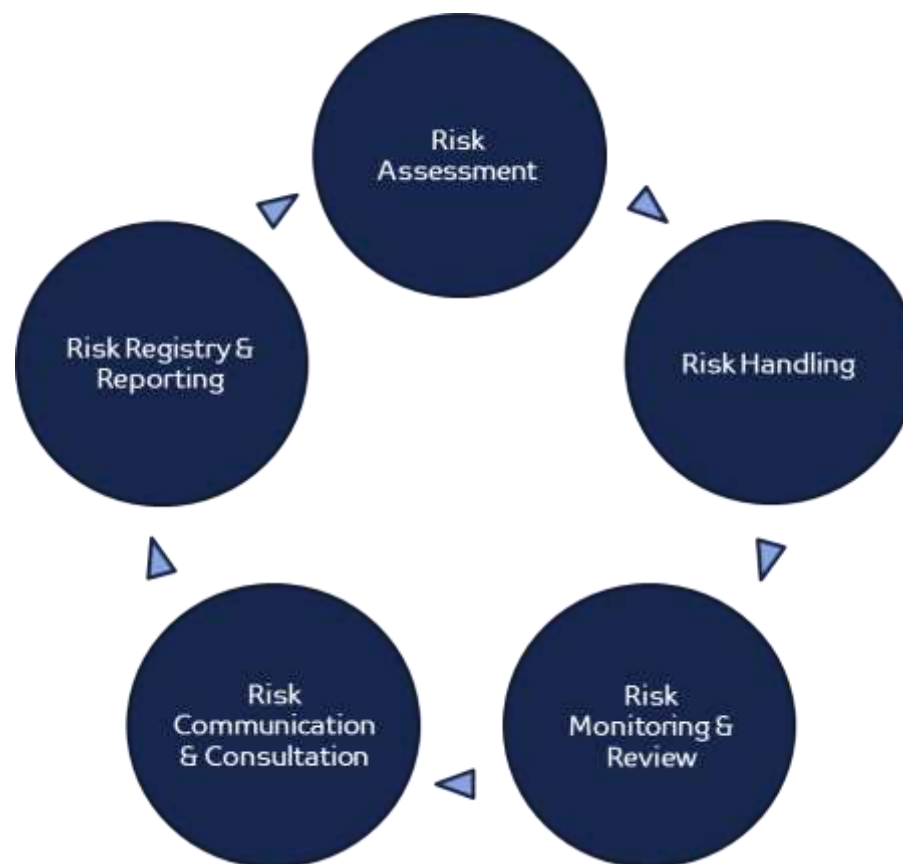 Risk
Assessment
Risk Handling
Risk
Monitoring &
Review
Risk
Communication
& Consultation
Risk Registry &
Reporting